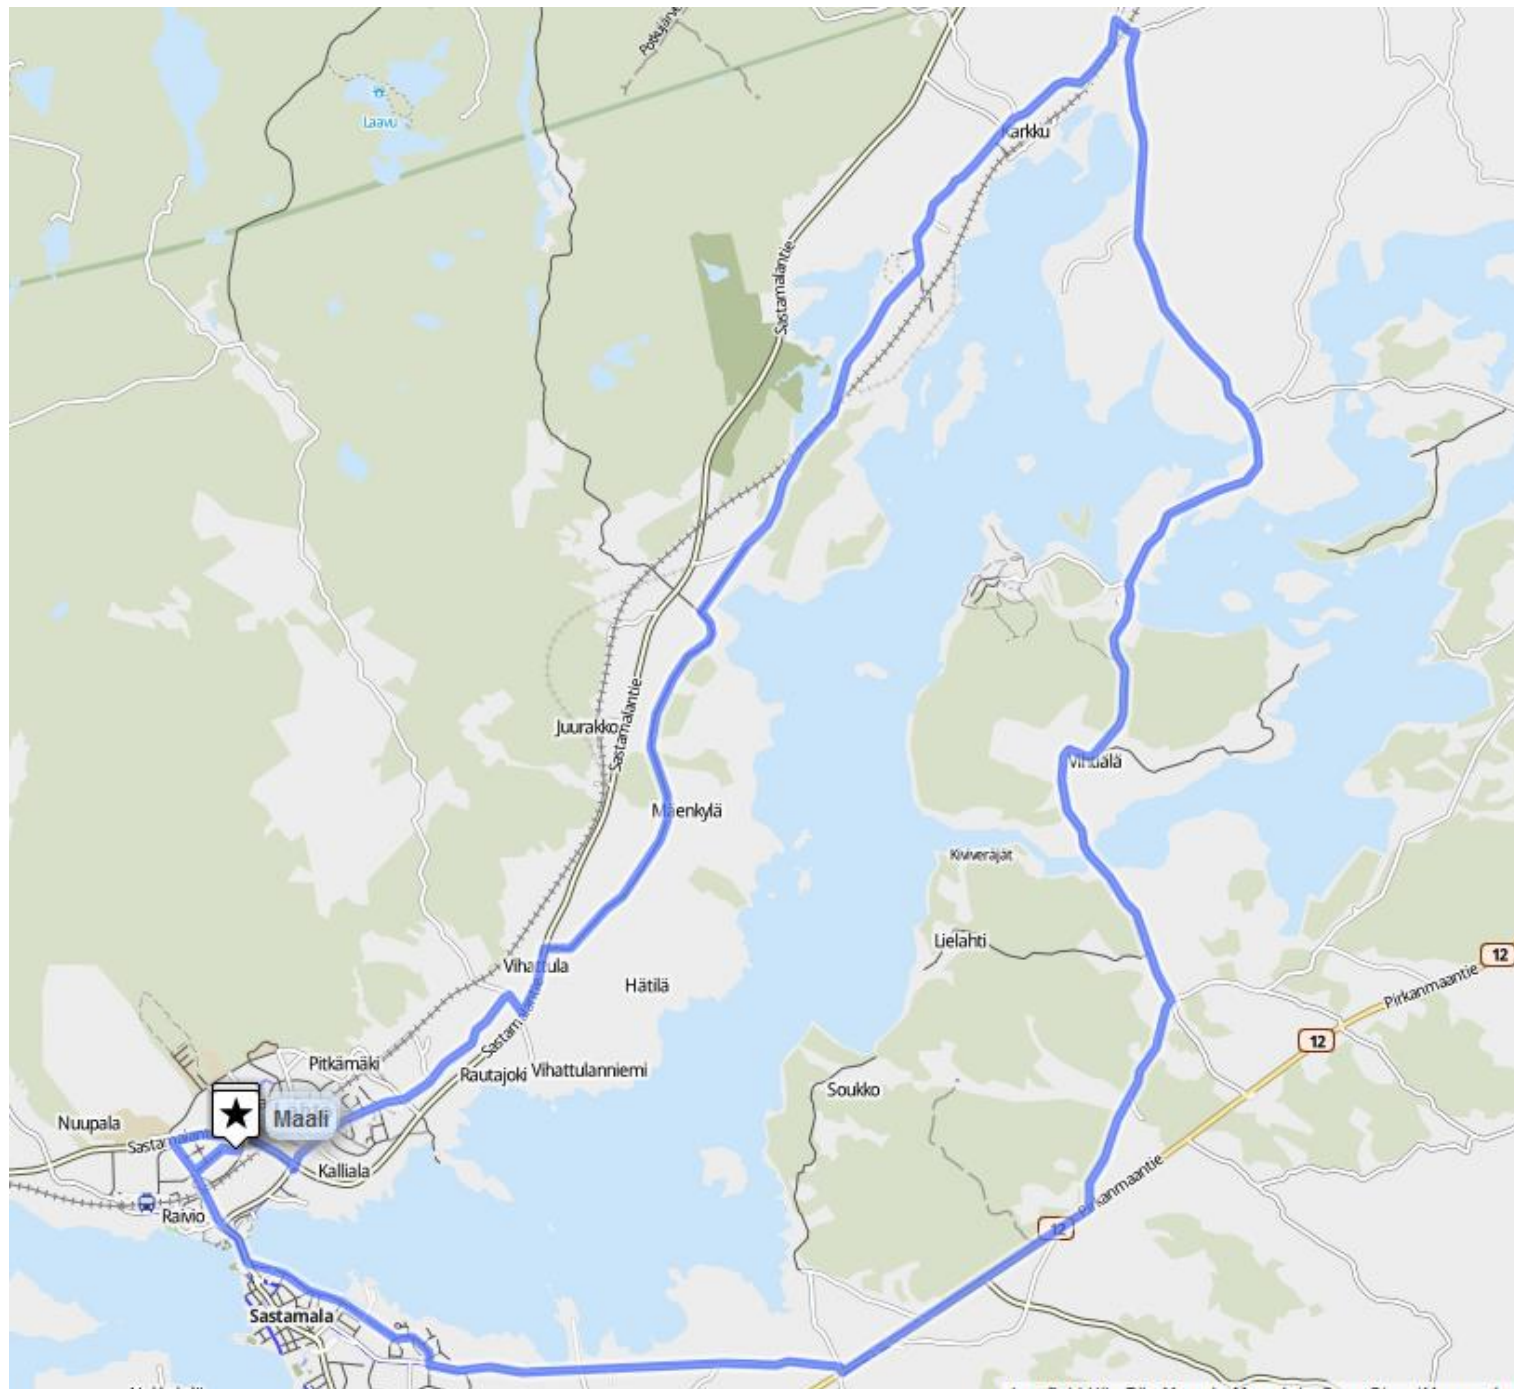 Laavu
Karkku
Sastamalantie
Juurakko
Sastamalantie
Mäenkylä
Vihattula
Hätilä
Sastamalantie
Pitkämäki
Rautajoki
Vihattulanniemi
Nuupala
Maali
Kalliala
Raivio
Sastamala
Kiviveräjät
Lielahti
Soukko
Pirkanmaantie
12
12
Pirkanmaantie
12